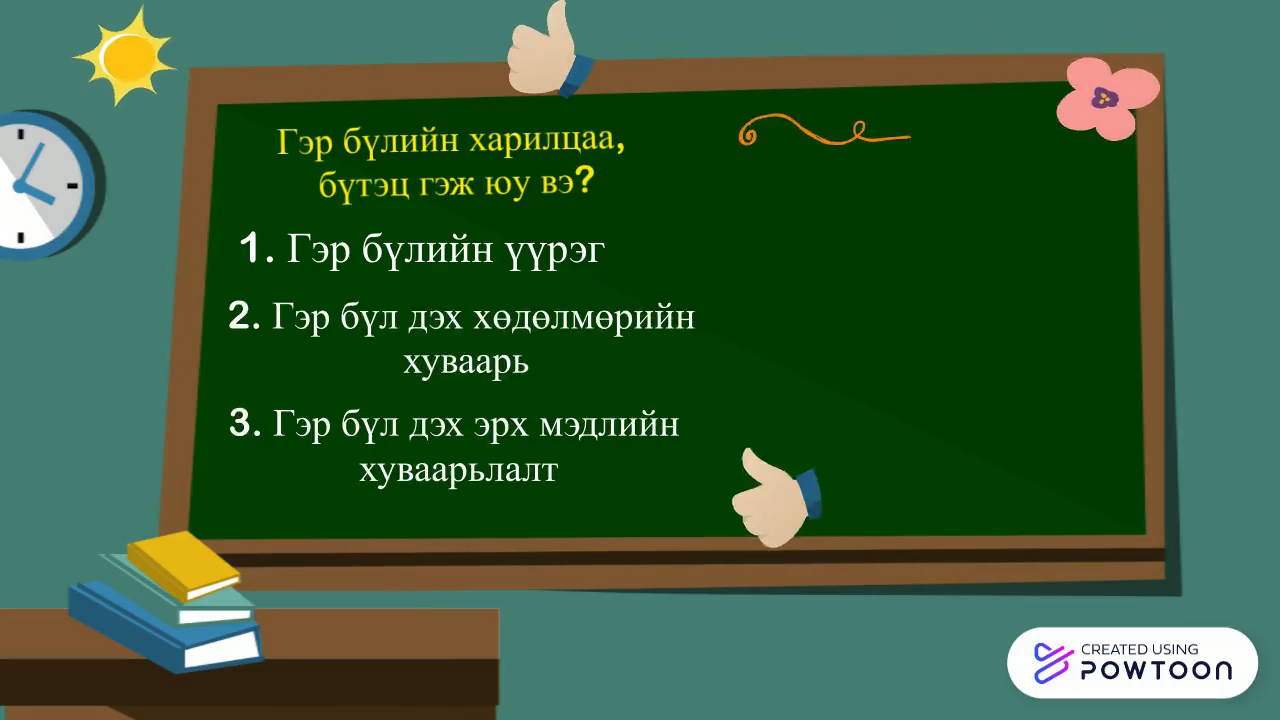 Гэр бүлийн харилцаа,
бүтэц гэж юу вэ?
1. Гэр бүлийн үүрэг
2. Гэр бүл дэх хөдөлмөрийн
хуваарь
3. Гэр бүл дэх эрх мэдлийн
хуваарьлалт
CREATED USING
POWTOON